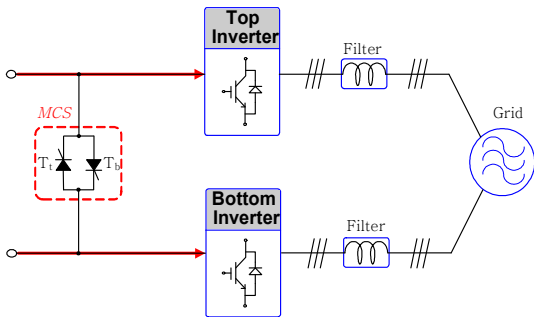 Top
Inverter
Filter
MCS
Grid
Tt
Tb
Bottom
Inverter
Filter